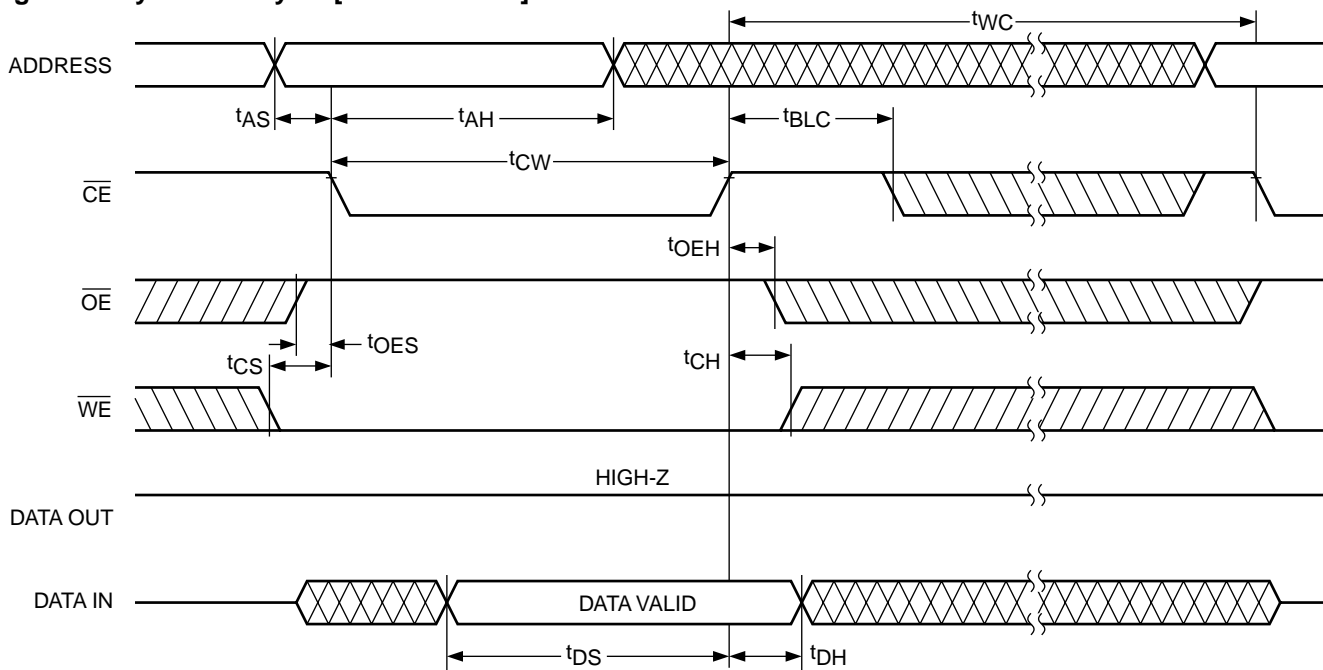 tWC
ADDRESS
tAS
tAH
tBLC
tCW
CE
tOEH
OE
tOES
tCS
tCH
WE
HIGH-Z
DATA OUT
DATA IN
DATA VALID
tDS
tDH